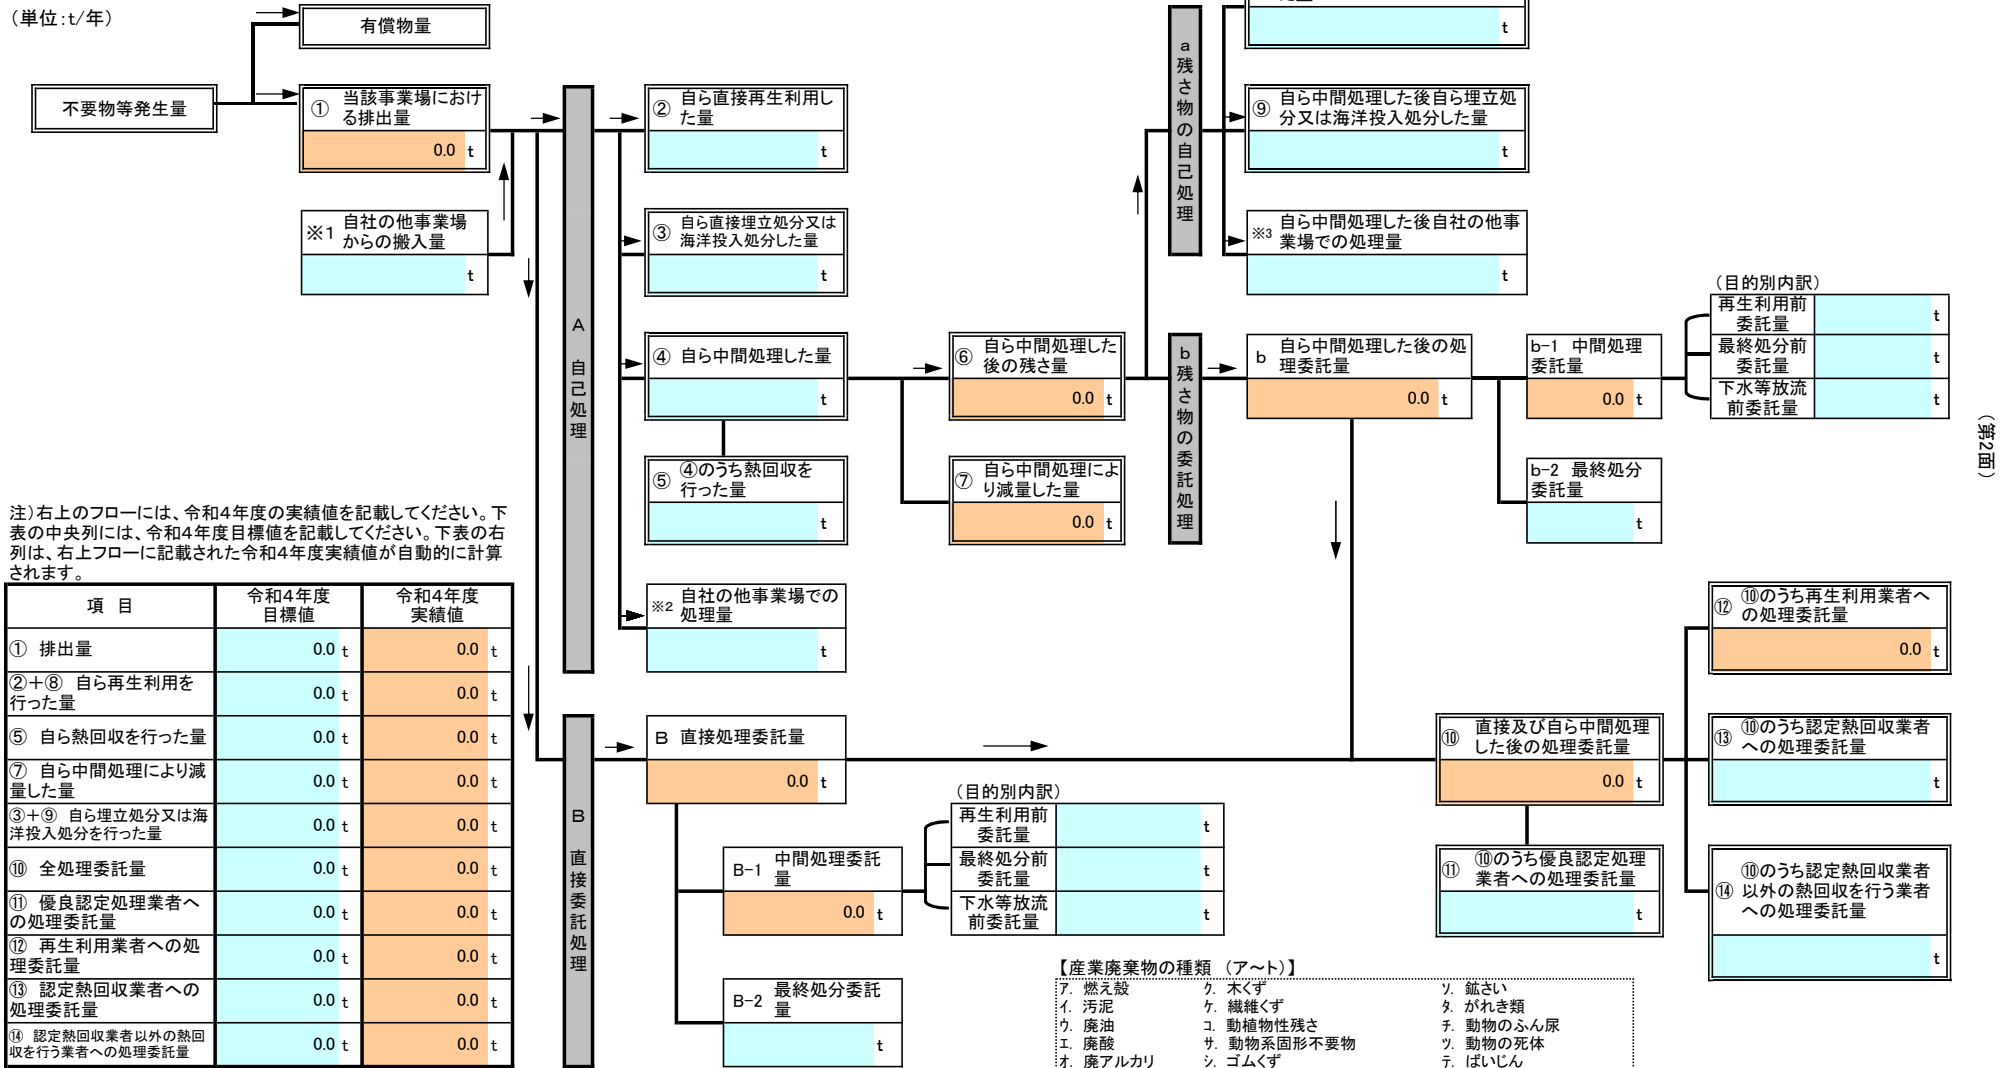 (単位:t/年)
有償物量
不要物等発生量
① 当該事業場におけ
る排出量
0.0 t
※1 自社の他事業場
からの搬入量
t
A 自己処理
② 自ら直接再生利用し
た量
t
③ 自ら直接埋立処分又は
海洋投入処分した量
t
④ 自ら中間処理した量
t
⑤ ④のうち熱回収を
行った量
t
※2 自社の他事業場での
処理量
t
⑥ 自ら中間処理した
後の残さ量
0.0 t
⑦ 自ら中間処理によ
り減量した量
0.0 t
a 残さ物の自己処理
t
⑨ 自ら中間処理した後自ら埋立処
分又は海洋投入処分した量
t
※3 自ら中間処理した後自社の他事
業場での処理量
t
b 残さ物の委託処理
b 自ら中間処理した後の処
理委託量
0.0 t
b-1 中間処理
委託量
0.0 t
b-2 最終処分
委託量
t
(目的別内訳)
再生利用前
委託量
t
最終処分前
委託量
t
下水等放流
前委託量
t
(第2面)
注)右上のフローには、令和4年度の実績値を記載してください。下
表の中央列には、令和4年度目標値を記載してください。下表の右
列は、右上フローに記載された令和4年度実績値が自動的に計算
されます。
項 目 令和4年度
目標値 令和4年度
実績値
① 排出量 0.0 t 0.0 t
②+⑧ 自ら再生利用を
行った量 0.0 t 0.0 t
⑤ 自ら熱回収を行った量 0.0 t 0.0 t
⑦ 自ら中間処理により減
量した量 0.0 t 0.0 t
③+⑨ 自ら埋立処分又は海
洋投入処分を行った量 0.0 t 0.0 t
⑩ 全処理委託量 0.0 t 0.0 t
⑪ 優良認定処理業者へ
の処理委託量 0.0 t 0.0 t
⑫ 再生利用業者への処
理委託量 0.0 t 0.0 t
⑬ 認定熱回収業者への
処理委託量 0.0 t 0.0 t
⑭ 認定熱回収業者以外の熱回
収を行う業者への処理委託量 0.0 t 0.0 t
B 直接委託処理
B 直接処理委託量
0.0 t
B-1 中間処理委託
量
0.0 t
B-2 最終処分委託
量
t
(目的別内訳)
再生利用前
委託量
t
最終処分前
委託量
t
下水等放流
前委託量
t
⑩ 直接及び自ら中間処理
した後の処理委託量
0.0 t
⑪ ⑩のうち優良認定処理
業者への処理委託量
t
⑫ ⑩のうち再生利用業者へ
の処理委託量
0.0 t
⑬ ⑩のうち認定熱回収業者
への処理委託量
t
⑭ ⑩のうち認定熱回収業者
以外の熱回収を行う業者
への処理委託量
t
【産業廃棄物の種類 (ア~ト)】
ア. 燃え殻 ク. 木くず ソ. 鉱さい
イ. 汚泥 ケ. 繊維くず タ. がれき類
ウ. 廃油 コ. 動植物性残さ チ. 動物のふん尿
エ. 廃酸 サ. 動物系固形不要物 ツ. 動物の死体
オ. 廃アルカリ シ. ゴムくず テ. ばいじん